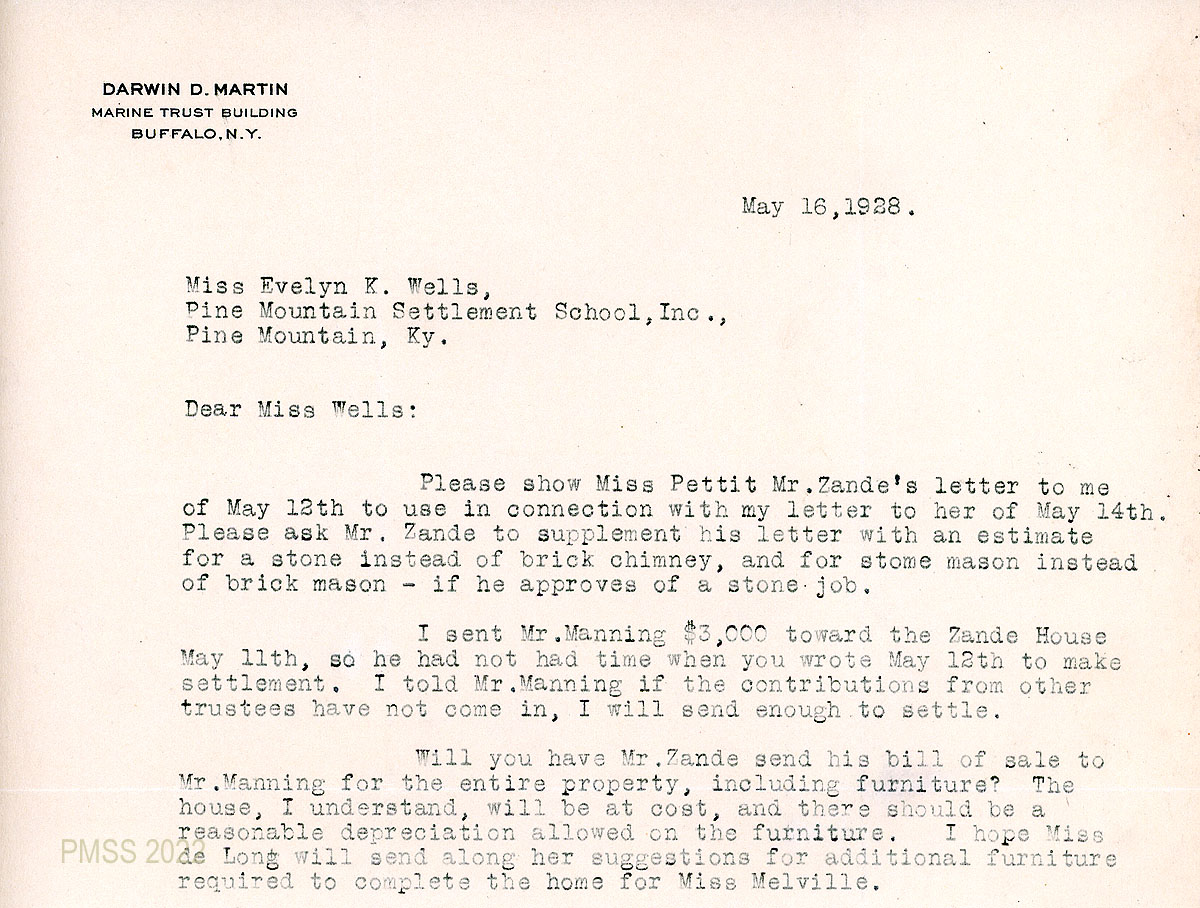 DARWIN D. MARTIN
MARINE TRUST BUILDING
BUFFALO, N.Y.
May 16,1928.
Miss Evelyn K. Wells,
Pine Mountain Settlement School,Inc.,
Pine Mountain, Ky.
Dear Miss Wells:
Please show Miss Pettit Mr.Zande's letter to me
of May 12th to use in connection with my letter to her of May 14th.
Please ask Mr. Zande to supplement his letter with an estimate
for a stone instead of brick chimney, and for stome mason instead
of brick mason - if he approves of a stone job.
I sent Mr.Manning $3,000 toward the Zande House
May 11th, so he had not had time when you wrote May 12th to make
settlement. I told Mr.Manning if the contributions from other
trustees have not come in, I will send enough to settle.
Will you have Mr.Zande send his bill of sale to
Mr.Manning for the entire property, including furniture? The
house, I understand, will be at cost, and there should be a
reasonable depreciation allowed on the furniture. I hope Miss
de Long will send along her suggestions for additional furniture
required to complete the home for Miss Melville.
PMSS